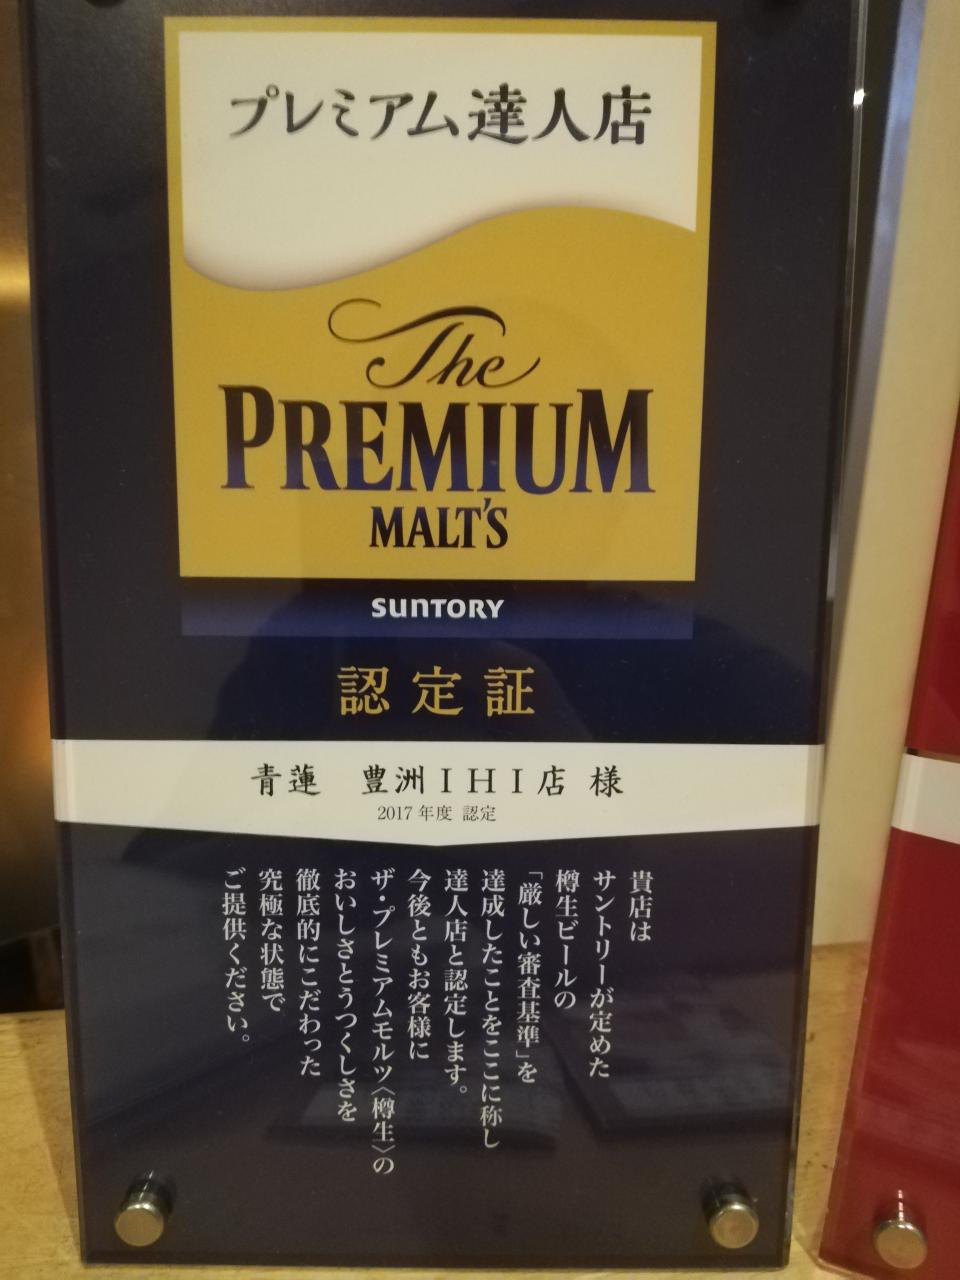 プレミアム達人店
The
PREMIUM
MALT'S
SUNTORY
認定証
青蓮 豊洲IHI店 様
2017年度 認定
貴店は
サントリーが定めた
樽生ビールの
「厳しい審査基準」を
達成したことをここに称し
達人店と認定します。
今後ともお客様に
ザ・プレミアムモルツ〈樽生〉の
おいしさとうつくしさを
徹底的にこだわった
究極な状態で
ご提供ください。